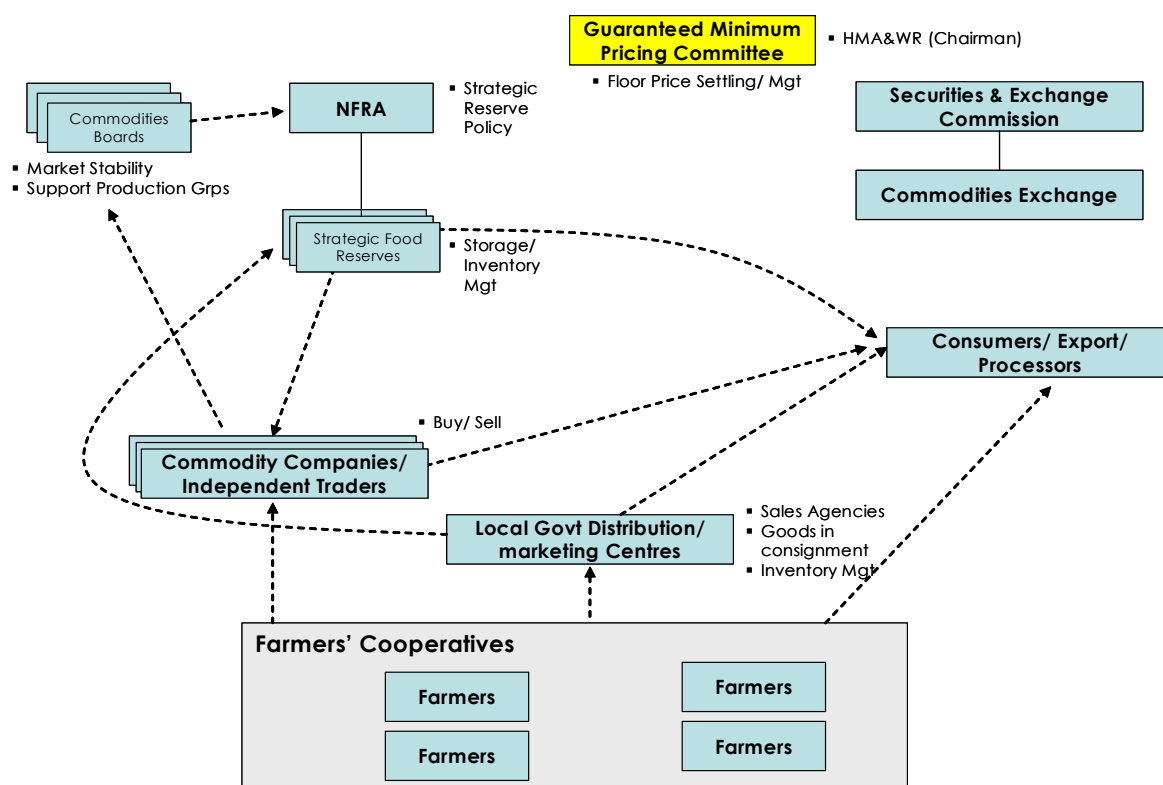 Guaranteed Minimum
Pricing Committee
▪ HMA&WR (Chairman)
▪ Floor Price Settling/ Mgt
Commodities
Boards
▪ Market Stability
▪ Support Production Grps
NFRA
▪ Strategic
Reserve
Policy
Securities & Exchange
Commission
Commodities Exchange
Strategic Food
Reserves
▪ Storage/
Inventory
Mgt
Consumers/ Export/
Processors
▪ Buy/ Sell
Commodity Companies/
Independent Traders
Local Govt Distribution/
marketing Centres
▪ Sales Agencies
▪ Goods in
consignment
▪ Inventory Mgt
Farmers’ Cooperatives
Farmers
Farmers
Farmers
Farmers